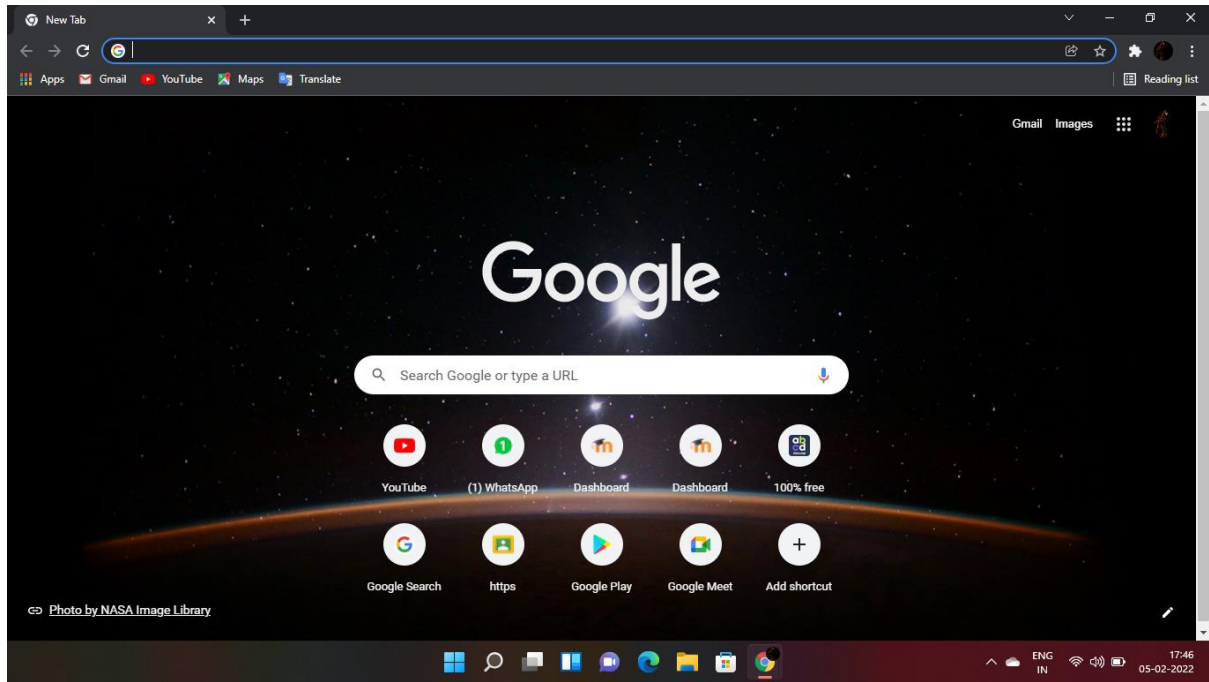 New Tab
Apps Gmail YouTube Maps Translate Reading list
Gmail Images
Google
Search Google or type a URL
YouTube (1) WhatsApp Dashboard Dashboard 100% free
Google Search https Google Play Google Meet Add shortcut
Photo by NASA Image Library
ENG 17:46
IN 05-02-2022